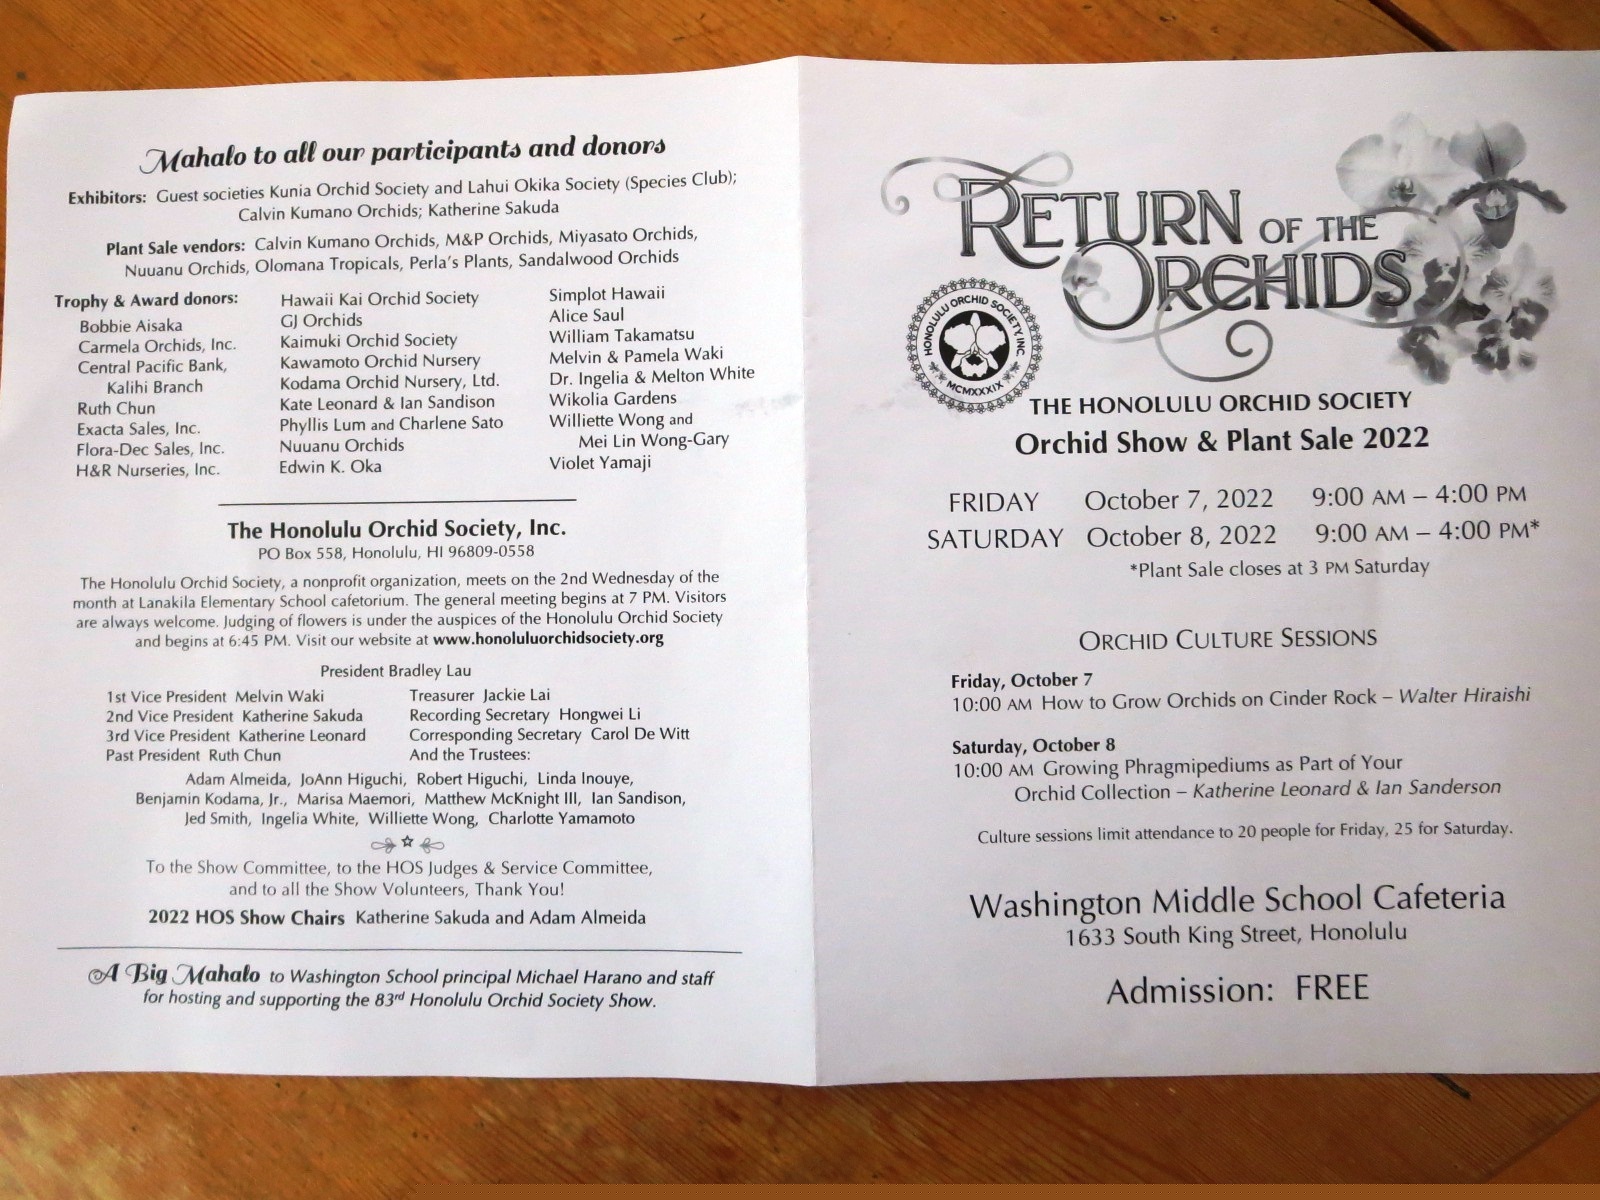 Mahalo to all our participants and donors
Exhibitors: Guest societies Kunia Orchid Society and Lahui Okika Society (Species Club);
Calvin Kumano Orchids; Katherine Sakuda
Plant Sale vendors: Calvin Kumano Orchids, M&P Orchids, Miyasato Orchids,
Nuuanu Orchids, Olomana Tropicals, Perla's Plants, Sandalwood Orchids
Trophy & Award donors:
Bobbie Aisaka
Carmela Orchids, Inc.
Central Pacific Bank,
Kalihi Branch
Ruth Chun
Exacta Sales, Inc.
Flora-Dec Sales, Inc.
H&R Nurseries, Inc.
Hawaii Kai Orchid Society
GJ Orchids
Kaimuki Orchid Society
Kawamoto Orchid Nursery
Kodama Orchid Nursery, Ltd.
Kate Leonard & Ian Sandison
Phyllis Lum and Charlene Sato
Nuuanu Orchids
Edwin K. Oka
Simplot Hawaii
Alice Saul
William Takamatsu
Melvin & Pamela Waki
Dr. Ingelia & Melton White
Wikolia Gardens
Williette Wong and
Mei Lin Wong-Gary
Violet Yamaji
The Honolulu Orchid Society, Inc.
PO Box 558, Honolulu, HI 96809-0558
The Honolulu Orchid Society, a nonprofit organization, meets on the 2nd Wednesday of the
month at Lanakila Elementary School cafetorium. The general meeting begins at 7 PM. Visitors
are always welcome. Judging of flowers is under the auspices of the Honolulu Orchid Society
and begins at 6:45 PM. Visit our website at www.honoluluorchidsociety.org
President Bradley Lau
1st Vice President Melvin Waki
2nd Vice President Katherine Sakuda
3rd Vice President Katherine Leonard
Past President Ruth Chun
Treasurer Jackie Lai
Recording Secretary Hongwei Li
Corresponding Secretary Carol De Witt
And the Trustees:
Adam Almeida, JoAnn Higuchi, Robert Higuchi, Linda Inouye,
Benjamin Kodama, Jr., Marisa Maemori, Matthew McKnight III, Ian Sandison,
Jed Smith, Ingelia White, Williette Wong, Charlotte Yamamoto
To the Show Committee, to the HOS Judges & Service Committee,
and to all the Show Volunteers, Thank You!
2022 HOS Show Chairs Katherine Sakuda and Adam Almeida
A Big Mahalo to Washington School principal Michael Harano and staff
for hosting and supporting the 83rd Honolulu Orchid Society Show.
RETURN OF THE
ORCHIDS
HONOLULU ORCHID SOCIETY, INC.
MCMXXXIX
THE HONOLULU ORCHID SOCIETY
Orchid Show & Plant Sale 2022
FRIDAY October 7, 2022 9:00 AM – 4:00 PM
SATURDAY October 8, 2022 9:00 AM – 4:00 PM*
*Plant Sale closes at 3 PM Saturday
ORCHID CULTURE SESSIONS
Friday, October 7
10:00 AM How to Grow Orchids on Cinder Rock – Walter Hiraishi
Saturday, October 8
10:00 AM Growing Phragmipediums as Part of Your
Orchid Collection – Katherine Leonard & Ian Sanderson
Culture sessions limit attendance to 20 people for Friday, 25 for Saturday.
Washington Middle School Cafeteria
1633 South King Street, Honolulu
Admission: FREE